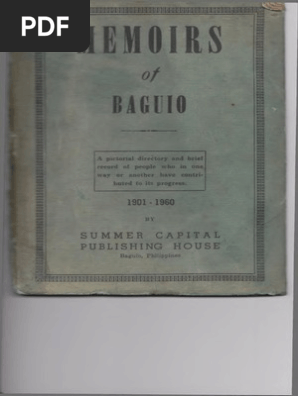 PDF
MEMOIRS
of
BAGUIO
A pictorial directory and brief
record of people who in one
way or another have contri-
buted to its progress.
1901 - 1960
BY
SUMMER CAPITAL
PUBLISHING HOUSE
Baguio, Philippines